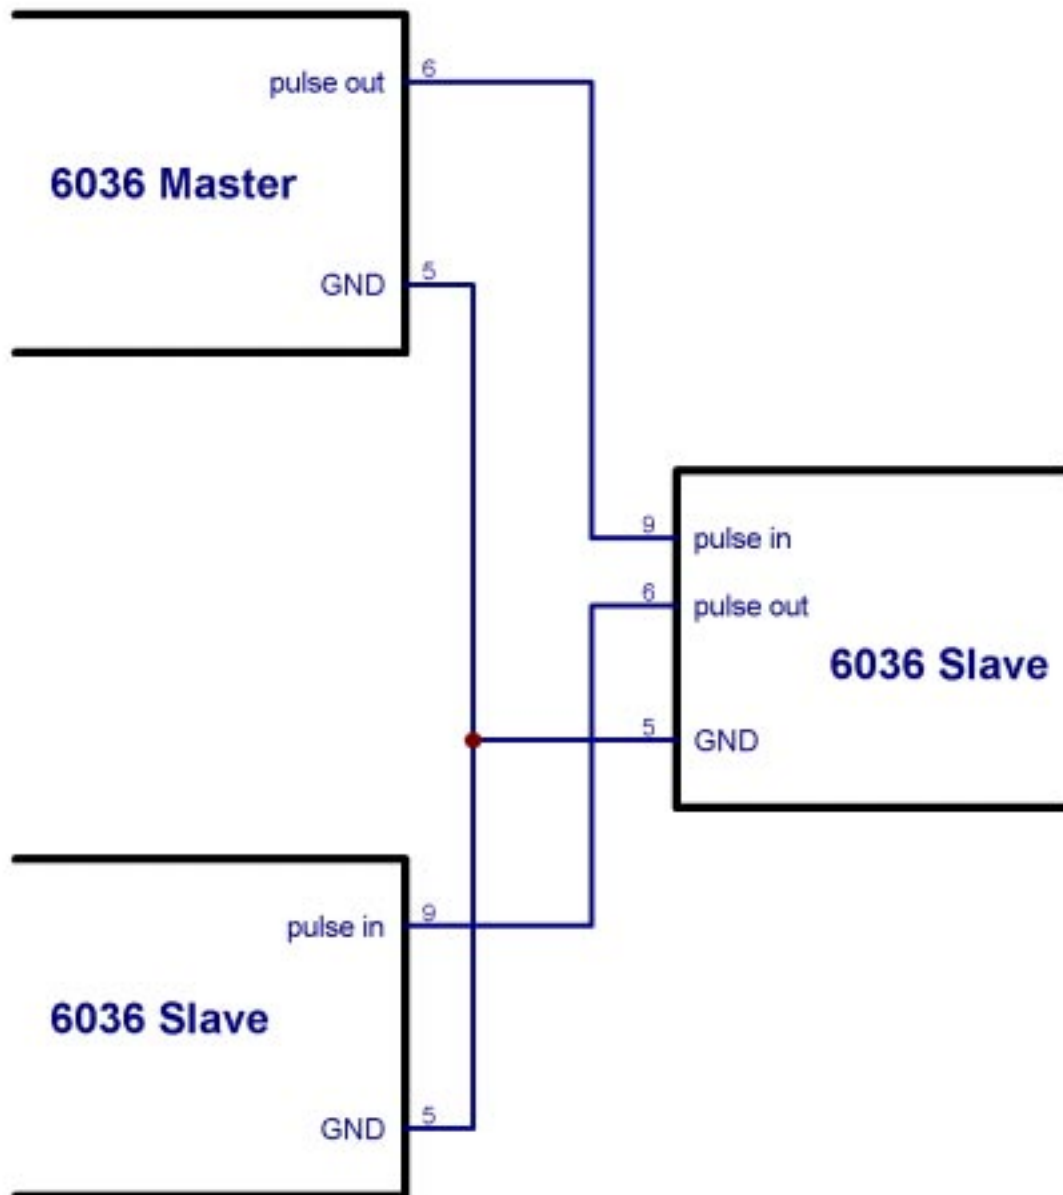 pulse out
6
6036 Master
GND
5
9
pulse in
6
pulse out
6036 Slave
5
GND
pulse in
9
6036 Slave
GND
5